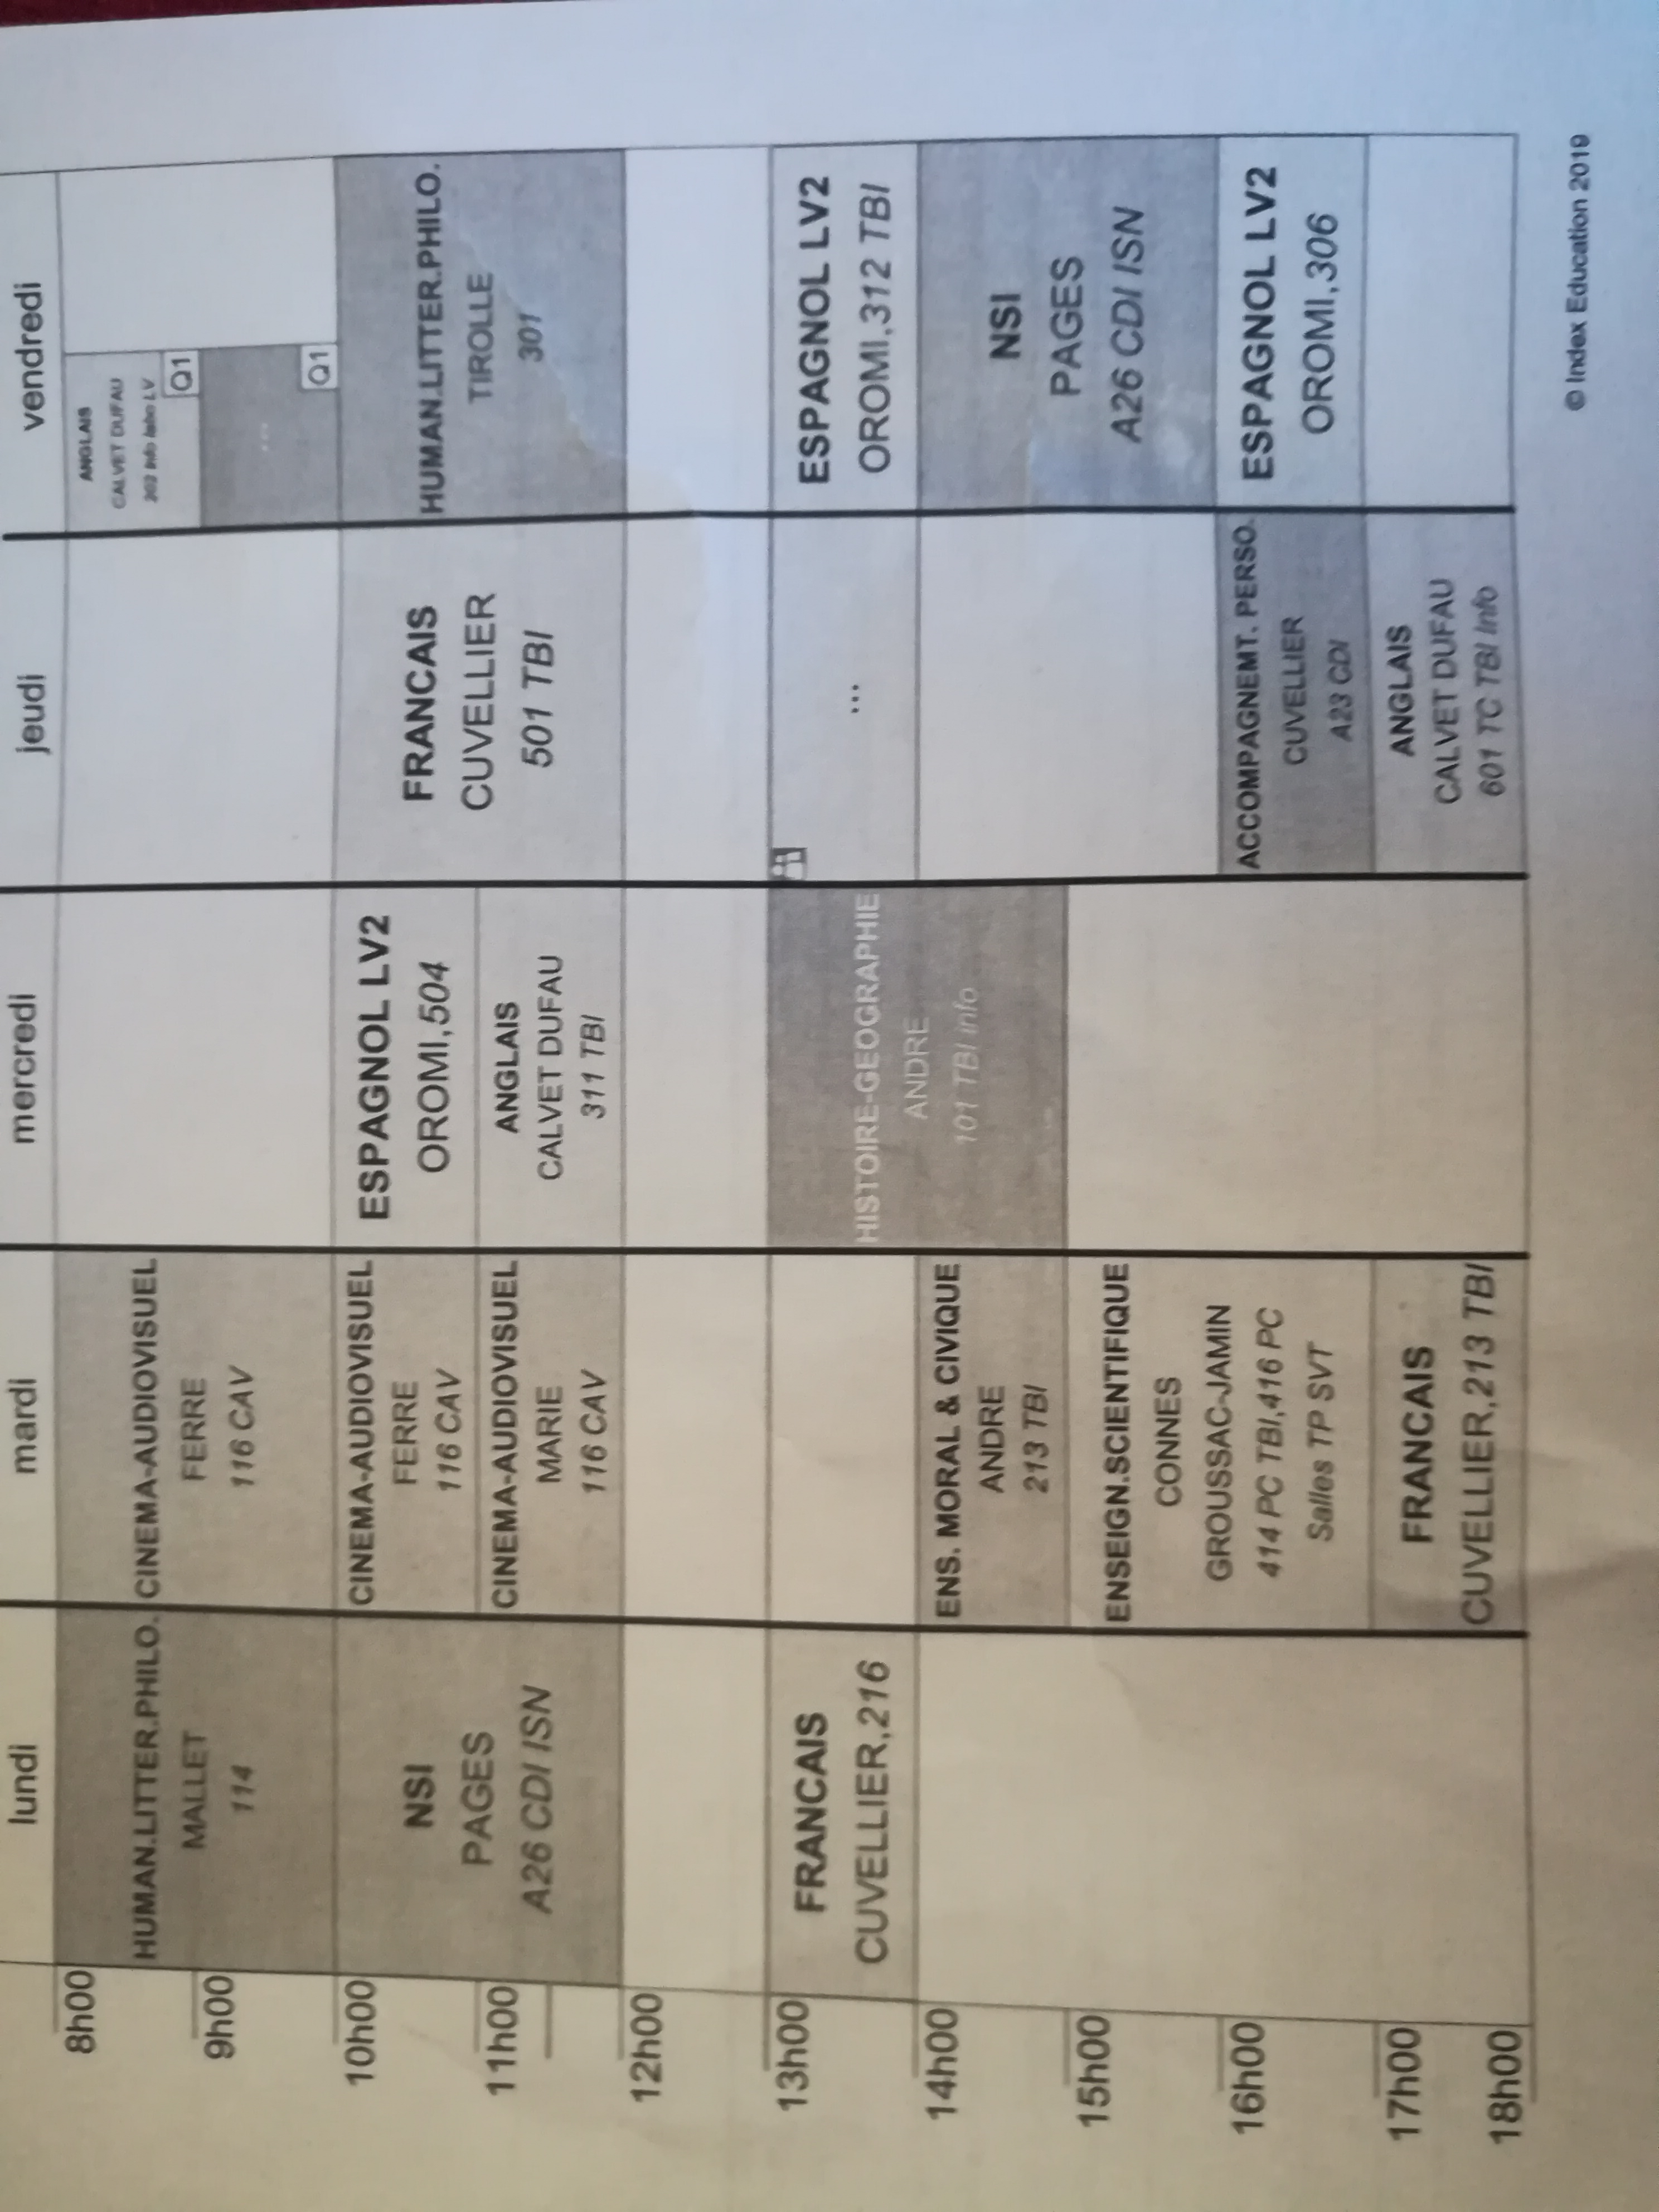 lundi
mardi
mercredi
jeudi
vendredi
8h00
9h00
10h00
11h00
12h00
13h00
14h00
15h00
16h00
17h00
18h00
HUMAN.LITTER.PHILO.
MALLET
114
NSI
PAGES
A26 CDI ISN
FRANCAIS
CUVELLIER,216
CINEMA-AUDIOVISUEL
FERRE
116 CAV
CINEMA-AUDIOVISUEL
FERRE
116 CAV
CINEMA-AUDIOVISUEL
MARIE
116 CAV
ENS. MORAL & CIVIQUE
ANDRE
213 TBI
ENSEIGN.SCIENTIFIQUE
CONNES
GROUSSAC-JAMIN
414 PC TBI,416 PC
Salles TP SVT
FRANCAIS
CUVELLIER,213 TBI
ESPAGNOL LV2
OROMI,504
ANGLAIS
CALVET DUFAU
311 TBI
HISTOIRE-GEOGRAPHIE
ANDRE
101 TBI info
FRANCAIS
CUVELLIER
501 TBI
...
ACCOMPAGNEMT. PERSO.
CUVELLIER
A23 CDI
ANGLAIS
CALVET DUFAU
601 TC TBI Info
ANGLAIS
CALVET DUFAU
202 Info labo LV
Q1
...
Q1
HUMAN.LITTER.PHILO.
TIROLLE
301
ESPAGNOL LV2
OROMI,312 TBI
NSI
PAGES
A26 CDI ISN
ESPAGNOL LV2
OROMI,306
© Index Education 2019